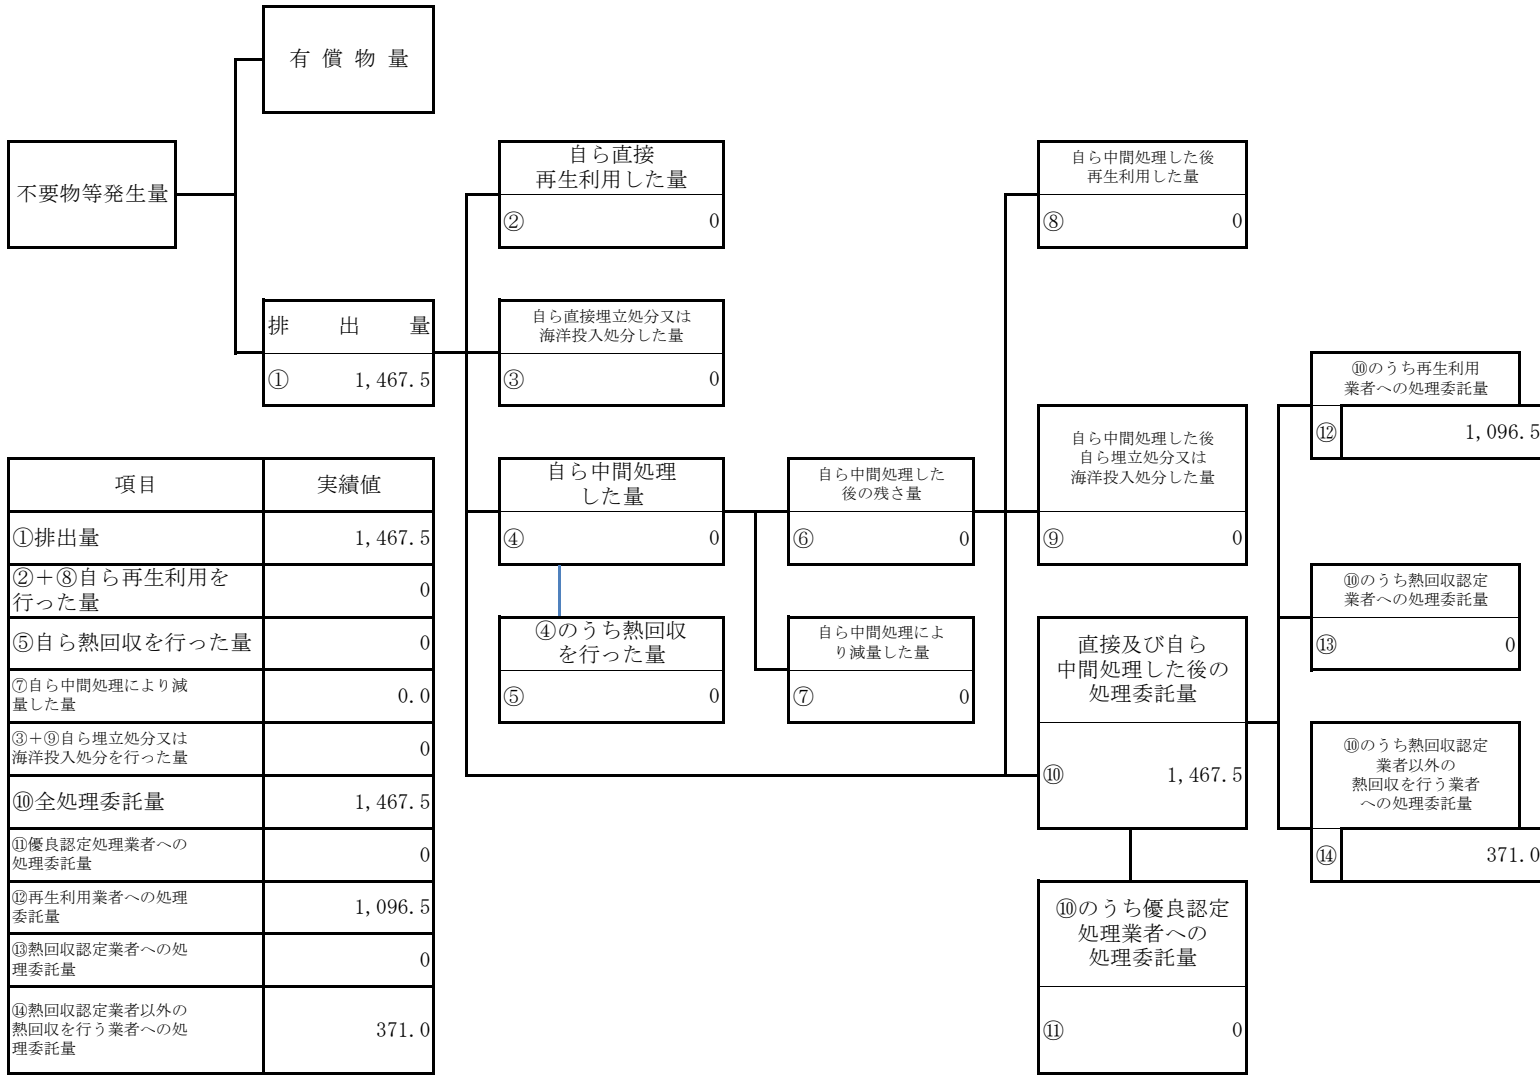 有 償 物 量
不要物等発生量
自ら直接
再生利用した量
② 0
自ら中間処理した後
再生利用した量
⑧ 0
排 出 量
① 1,467.5
自ら直接埋立処分又は
海洋投入処分した量
③ 0
⑩のうち再生利用
業者への処理委託量
⑫ 1,096.5
自ら中間処理
した量
④ 0
自ら中間処理した
後の残さ量
⑥ 0
自ら中間処理した後
自ら埋立処分又は
海洋投入処分した量
⑨ 0
⑩のうち熱回収認定
業者への処理委託量
⑬ 0
④のうち熱回収
を行った量
⑤ 0
自ら中間処理によ
り減量した量
⑦ 0
直接及び自ら
中間処理した後の
処理委託量
⑩ 1,467.5
⑩のうち熱回収認定
業者以外の
熱回収を行う業者
への処理委託量
⑭ 371.0
⑩のうち優良認定
処理業者への
処理委託量
⑪ 0
項目 実績値
①排出量 1,467.5
②＋⑧自ら再生利用を
行った量 0
⑤自ら熱回収を行った量 0
⑦自ら中間処理により減
量した量 0.0
③＋⑨自ら埋立処分又は
海洋投入処分を行った量 0
⑩全処理委託量 1,467.5
⑪優良認定処理業者への
処理委託量 0
⑫再生利用業者への処理
委託量 1,096.5
⑬熱回収認定業者への処
理委託量 0
⑭熱回収認定業者以外の
熱回収を行う業者への処
理委託量 371.0